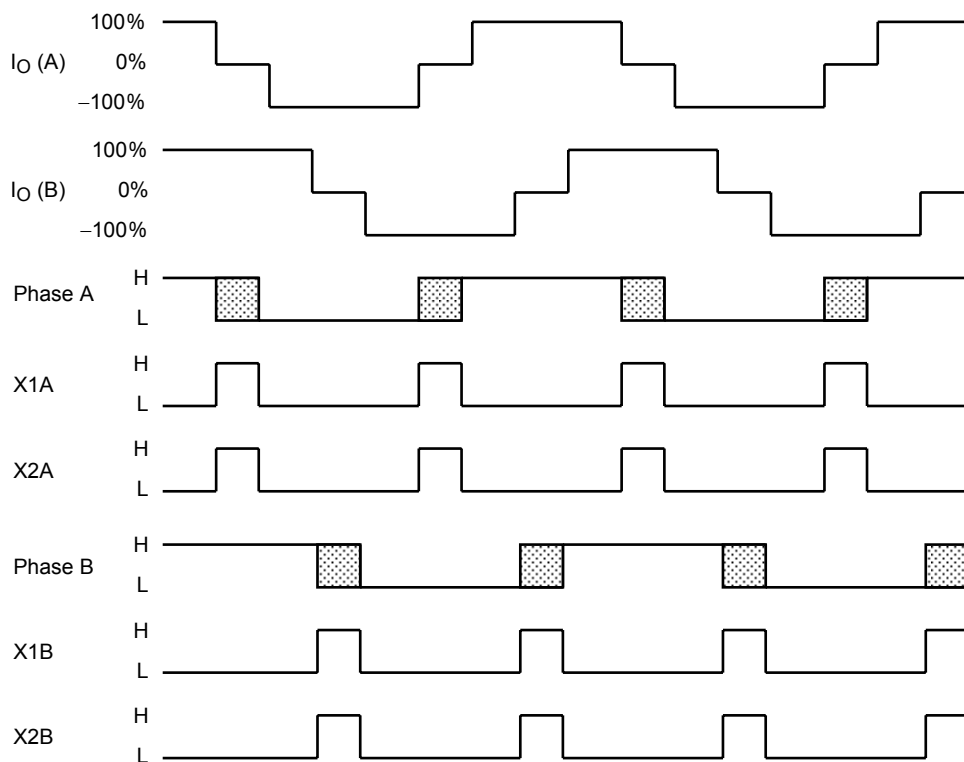 100%
I_O (A) 0%
−100%
100%
I_O (B) 0%
−100%
H
Phase A
L
H
X1A
L
H
X2A
L
H
Phase B
L
H
X1B
L
H
X2B
L